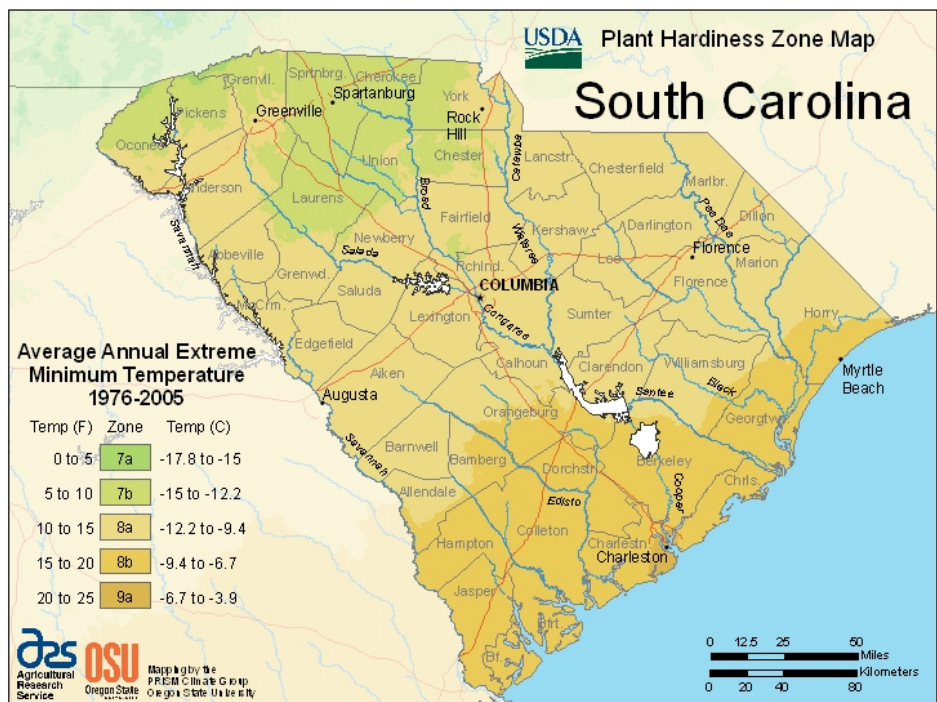 USDA
Plant Hardiness Zone Map
South Carolina
Grenvll.
Sprtnbrg.
Cherokee
Spartanburg
York
Pickens
Greenville
Rock
Hill
Oconee
Union
Chester
Lancstr.
Chesterfield
Marlbr.
Anderson
Laurens
Broad
Catawba
Pee Dee
Dillon
Fairfield
Kershaw
Darlington
Savannah
Abbeville
Newberry
Saluda
Wateree
Lee
Florence
Marion
Grenwd.
Rchlnd.
COLUMBIA
Florence
Saluda
McCrm.
Lexington
Congaree
Sumter
Horry
Edgefield
Calhoun
Clarendon
Williamsburg
Myrtle
Beach
Aiken
Augusta
Orangeburg
Santee
Black
Georgtw
Barnwell
Savannah
Bamberg
Dorchstr.
Berkeley
Allendale
Edisto
Cooper
Chrls.
Hampton
Colleton
Charlestn.
Charleston
Jasper
Bfrt.
Bf.
Average Annual Extreme
Minimum Temperature
1976-2005
Temp (F) Zone Temp (C)
0 to 5 7a -17.8 to -15
5 to 10 7b -15 to -12.2
10 to 15 8a -12.2 to -9.4
15 to 20 8b -9.4 to -6.7
20 to 25 9a -6.7 to -3.9
ars
Agricultural
Research
Service
OSU
Oregon State
Mapping by the
PRISM Climate Group
Oregon State University
0 12.5 25 50
Miles
Kilometers
0 20 40 80